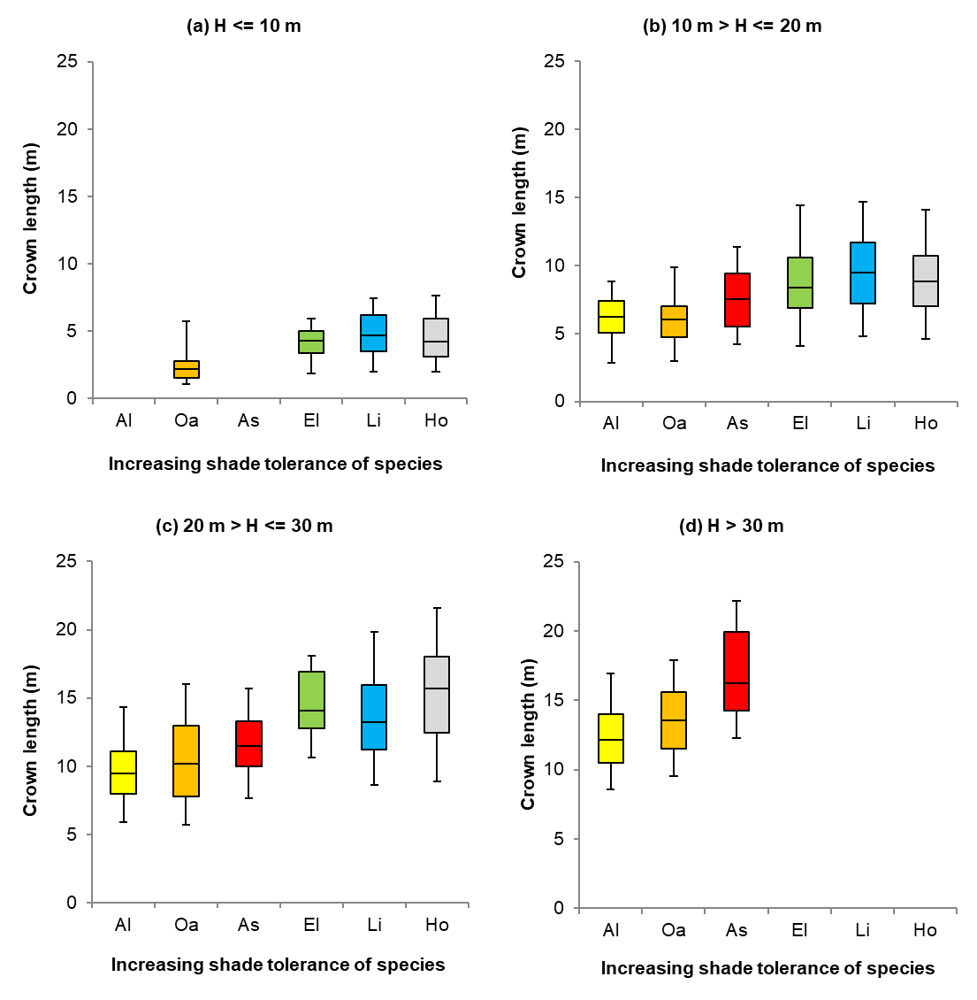 (a) H <= 10 m
25
20
15
10
5
0
Crown length (m)
Al Oa As El Li Ho
Increasing shade tolerance of species
(b) 10 m > H <= 20 m
25
20
15
10
5
0
Crown length (m)
Al Oa As El Li Ho
Increasing shade tolerance of species
(c) 20 m > H <= 30 m
25
20
15
10
5
0
Crown length (m)
Al Oa As El Li Ho
Increasing shade tolerance of species
(d) H > 30 m
25
20
15
10
5
0
Crown length (m)
Al Oa As El Li Ho
Increasing shade tolerance of species